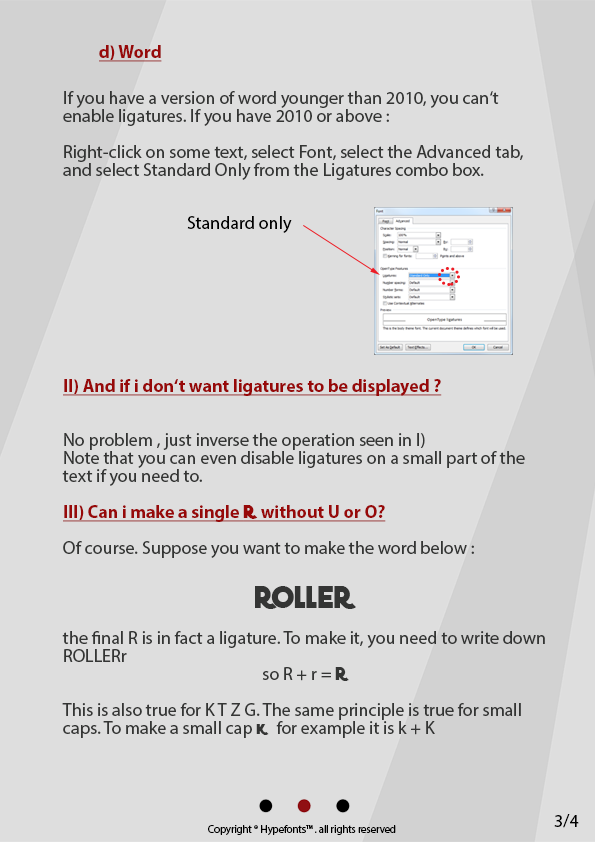 d) Word
If you have a version of word younger than 2010, you can't
enable ligatures. If you have 2010 or above :
Right-click on some text, select Font, select the Advanced tab,
and select Standard Only from the Ligatures combo box.
Standard only
Font
Font Advanced
Character Spacing
Scale: 100%
Spacing: Normal By:
Position: Normal By:
Kerning for fonts: Points and above
OpenType Features
Ligatures: Standard Only
Number spacing: Default
Number forms: Default
Stylistic sets: Default
Use Contextual Alternates
Preview
OpenType ligatures
This is the body theme font. The current document theme defines which font will be used.
Set As Default Text Effects... OK Cancel
II) And if i don't want ligatures to be displayed ?
No problem , just inverse the operation seen in I)
Note that you can even disable ligatures on a small part of the
text if you need to.
III) Can i make a single R without U or O?
Of course. Suppose you want to make the word below :
ROLLER
the final R is in fact a ligature. To make it, you need to write down
ROLLERr
so R + r = R
This is also true for K T Z G. The same principle is true for small
caps. To make a small cap K for example it is k + K
Copyright ° Hypefonts™ . all rights reserved
3/4